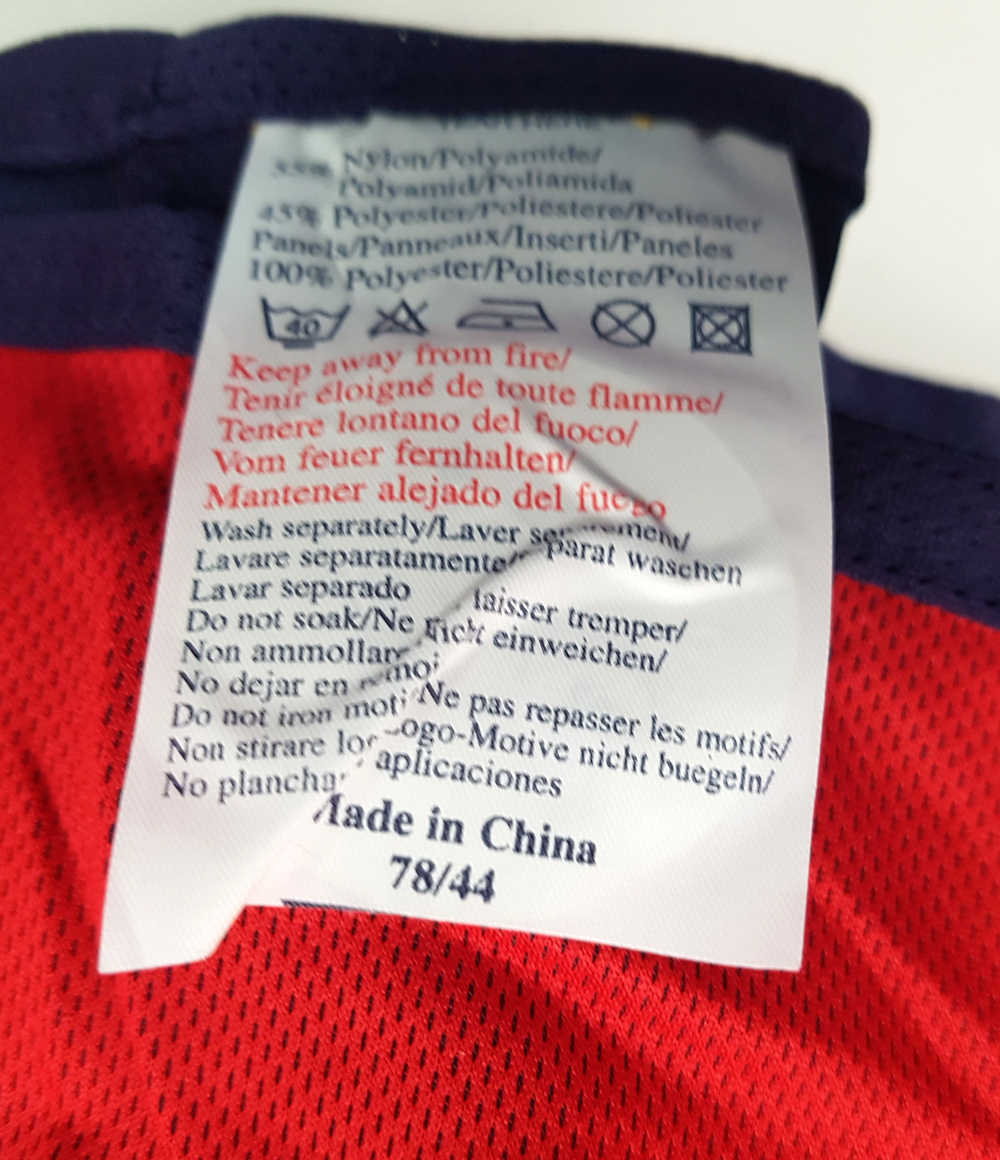 55% Nylon/Polyamide/
Polyamid/Poliamida
45% Polyester/Poliestere/Poliester
Panels/Panneaux/Inserti/Paneles
100% Polyester/Poliestere/Poliester
40
Keep away from fire/
Tenir éloigné de toute flamme/
Tenere lontano del fuoco/
Vom feuer fernhalten/
Mantener alejado del fuego
Wash separately/Laver
Lavare separatamente/ waschen
Lavar separado
Do not soak/Ne laisser tremper/
Non ammollare einweichen/
No dejar en
Do not iron Ne pas repasser les motifs/
Non stirare ogo-Motive nicht buegeln/
No planchar aplicaciones
Made in China
78/44